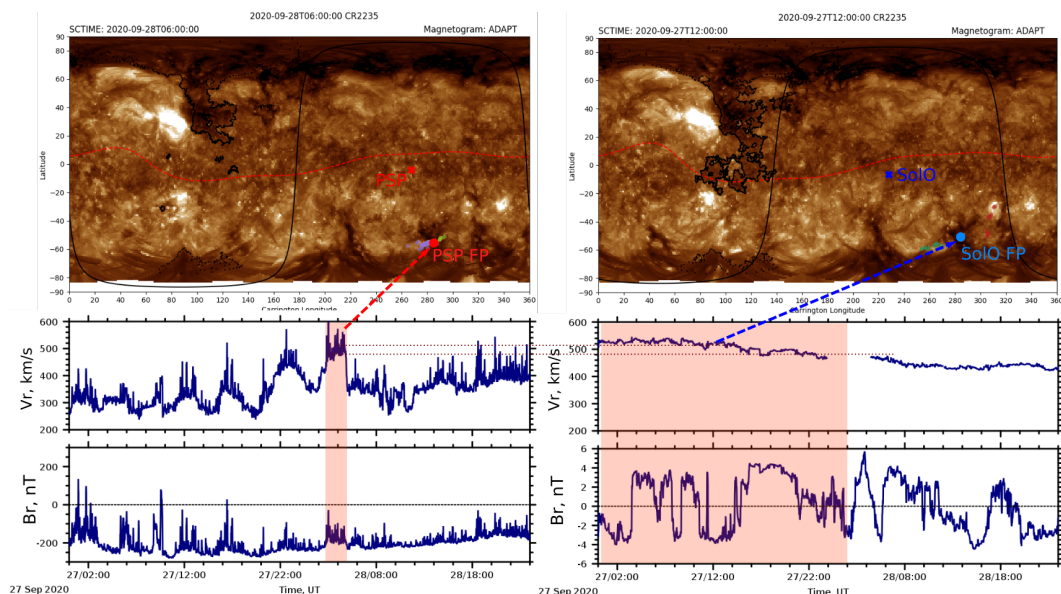 2020-09-28T06:00:00 CR2235
SCTIME: 2020-09-28T06:00:00 Magnetogram: ADAPT
90
80
60
40
20
0
−20
−40
−60
−80
−90
Latitude
PSP
PSP FP
0 20 40 60 80 100 120 140 160 180 200 220 240 260 280 300 320 340 360
Carrington Longitude
2020-09-27T12:00:00 CR2235
SCTIME: 2020-09-27T12:00:00 Magnetogram: ADAPT
90
80
60
40
20
0
−20
−40
−60
−80
−90
Latitude
SolO
SolO FP
0 20 40 60 80 100 120 140 160 180 200 220 240 260 280 300 320 340 360
Carrington Longitude
600
500
400
300
200
Vr, km/s
600
500
400
300
200
Vr, km/s
200
0
-200
Br, nT
27/02:00 27/12:00 27/22:00 28/08:00 28/18:00
27 Sep 2020 Time, UT
6
4
2
0
-2
-4
-6
Br, nT
27/02:00 27/12:00 27/22:00 28/08:00 28/18:00
27 Sep 2020 Time, UT